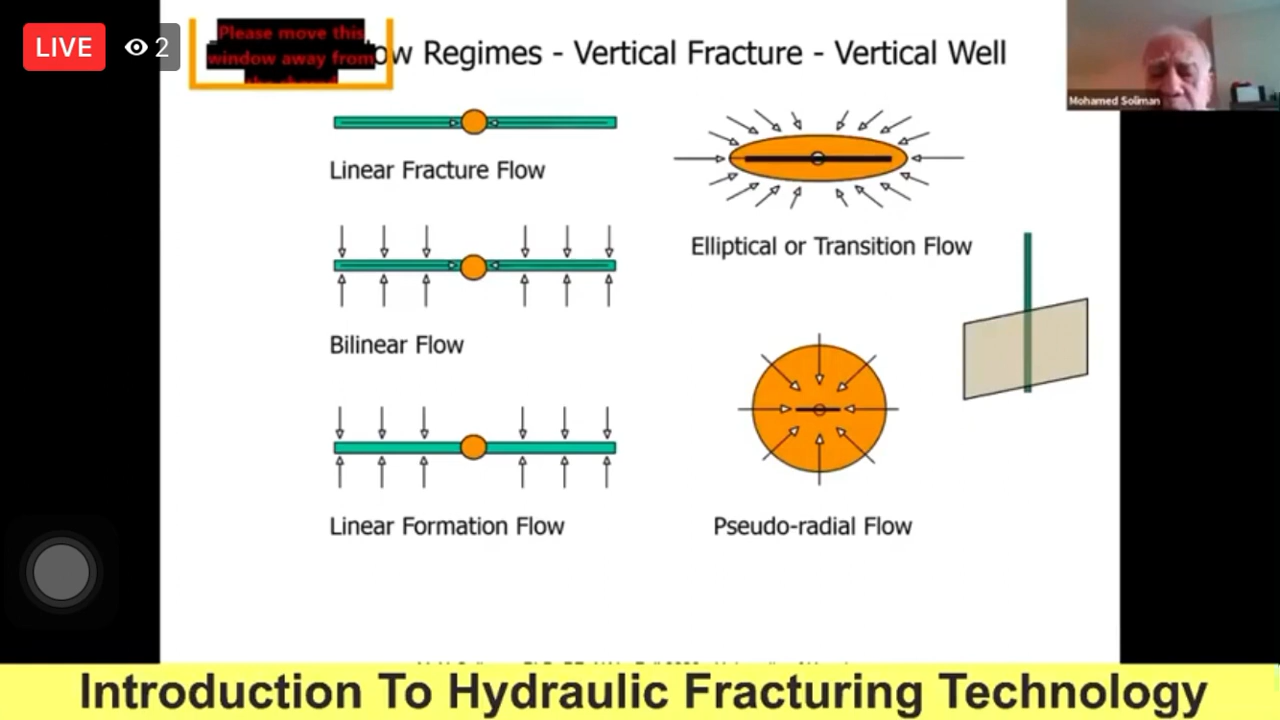 LIVE
2
Please move this
window away from
ow Regimes - Vertical Fracture - Vertical Well
Mohamed Soliman
Linear Fracture Flow
Elliptical or Transition Flow
Bilinear Flow
Linear Formation Flow
Pseudo-radial Flow
Introduction To Hydraulic Fracturing Technology